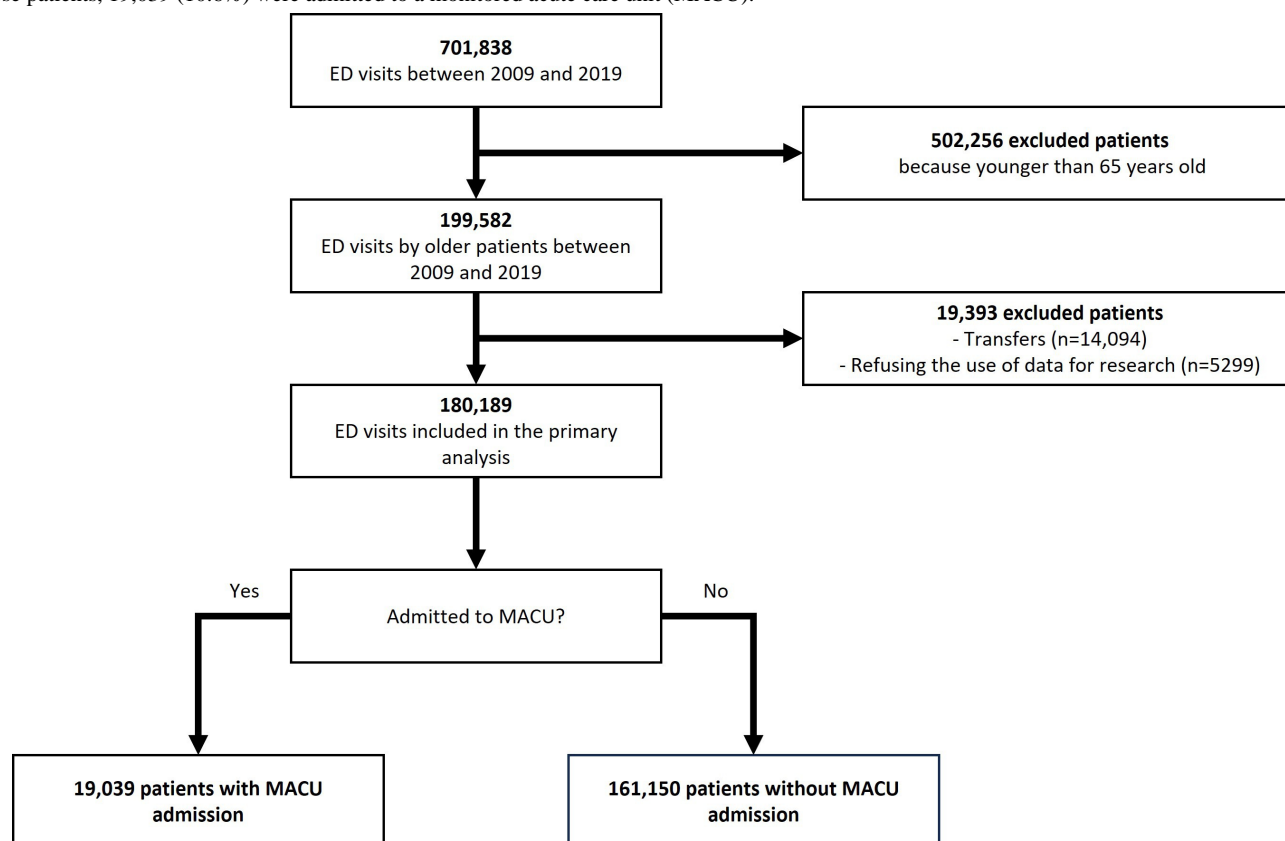 701,838
ED visits between 2009 and 2019
502,256 excluded patients
because younger than 65 years old
199,582
ED visits by older patients between
2009 and 2019
19,393 excluded patients
- Transfers (n=14,094)
- Refusing the use of data for research (n=5299)
180,189
ED visits included in the primary
analysis
Admitted to MACU?
Yes
No
19,039 patients with MACU
admission
161,150 patients without MACU
admission